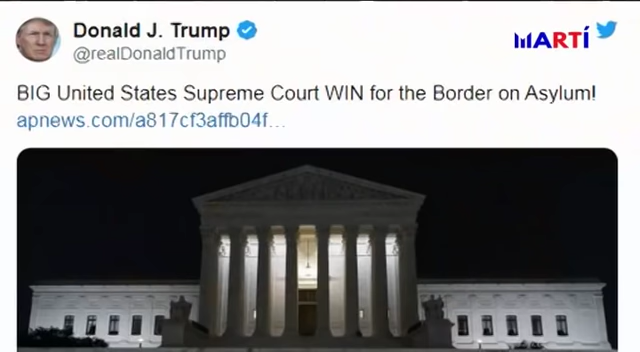 Donald J. Trump
MARTÍ
@realDonaldTrump
BIG United States Supreme Court WIN for the Border on Asylum!
apnews.com/a817cf3affb04f…